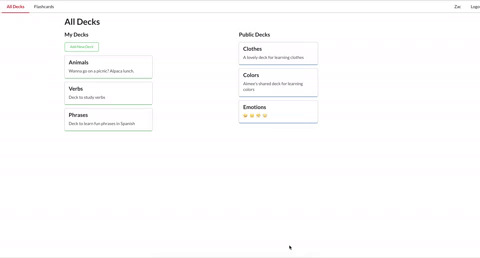 All Decks Flashcards Zac Logout
All Decks
My Decks
Add New Deck
Animals
Wanna go on a picnic? Alpaca lunch.
Verbs
Deck to study verbs
Phrases
Deck to learn fun phrases in Spanish
Public Decks
Clothes
A lovely deck for learning clothes
Colors
Aimee's shared deck for learning
colors
Emotions